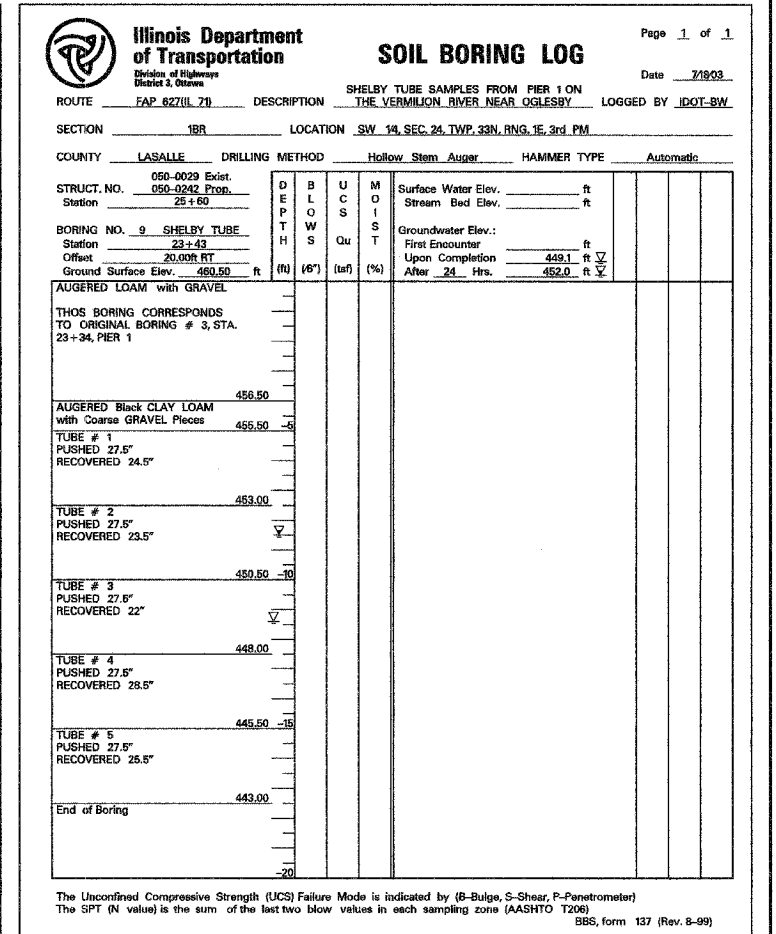 Illinois Department
of Transportation
Division of Highways
District 3, Ottawa
SOIL BORING LOG
Page 1 of 1
Date 7/18/03
ROUTE FAP 627(IL 71) DESCRIPTION SHELBY TUBE SAMPLES FROM PIER 1 ON
THE VERMILION RIVER NEAR OGLESBY LOGGED BY IDOT-BW
SECTION 1BR LOCATION SW 1/4, SEC. 24, TWP. 33N, RNG. 1E, 3rd PM
COUNTY LASALLE DRILLING METHOD Hollow Stem Auger HAMMER TYPE Automatic
050-0029 Exist.
STRUCT. NO. 050-0242 Prop.
Station 25+60
BORING NO. 9 SHELBY TUBE
Station 23+43
Offset 20.00ft RT
Ground Surface Elev. 460.50 ft
DEPTH (ft)
BLOWS (/6")
UCS Qu (tsf)
MOIST (%)
Surface Water Elev. ft
Stream Bed Elev. ft
Groundwater Elev.:
First Encounter ft
Upon Completion 449.1 ft
After 24 Hrs. 452.0 ft
AUGERED LOAM with GRAVEL
THOS BORING CORRESPONDS
TO ORIGINAL BORING # 3, STA.
23+34, PIER 1
456.50
AUGERED Black CLAY LOAM
with Coarse GRAVEL Pieces
455.50 -5
TUBE # 1
PUSHED 27.5"
RECOVERED 24.5"
453.00
TUBE # 2
PUSHED 27.5"
RECOVERED 23.5"
450.50 -10
TUBE # 3
PUSHED 27.5"
RECOVERED 22"
448.00
TUBE # 4
PUSHED 27.5"
RECOVERED 28.5"
445.50 -15
TUBE # 5
PUSHED 27.5"
RECOVERED 25.5"
443.00
End of Boring
-20
The Unconfined Compressive Strength (UCS) Failure Mode is indicated by (B-Bulge, S-Shear, P-Penetrometer)
The SPT (N value) is the sum of the last two blow values in each sampling zone (AASHTO T206)
BBS, form 137 (Rev. 8-99)